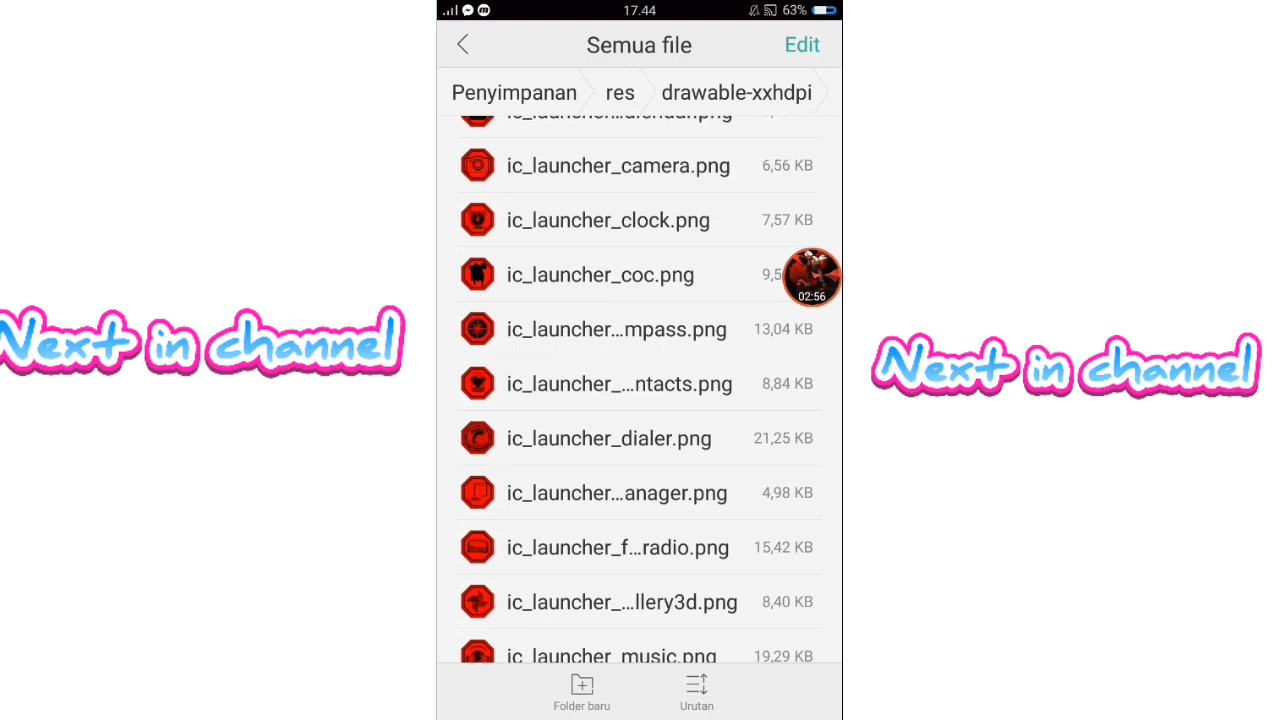 17.44
63%
Semua file
Edit
Penyimpanan
res
drawable-xxhdpi
ic_launcher_camera.png
6,56 KB
ic_launcher_clock.png
7,57 KB
ic_launcher_coc.png
9,5
02:56
ic_launcher...mpass.png
13,04 KB
ic_launcher_...ntacts.png
8,84 KB
ic_launcher_dialer.png
21,25 KB
ic_launcher...anager.png
4,98 KB
ic_launcher_f...radio.png
15,42 KB
ic_launcher_...llery3d.png
8,40 KB
ic_launcher_music.png
19,29 KB
Folder baru
Urutan
Next in channel
Next in channel